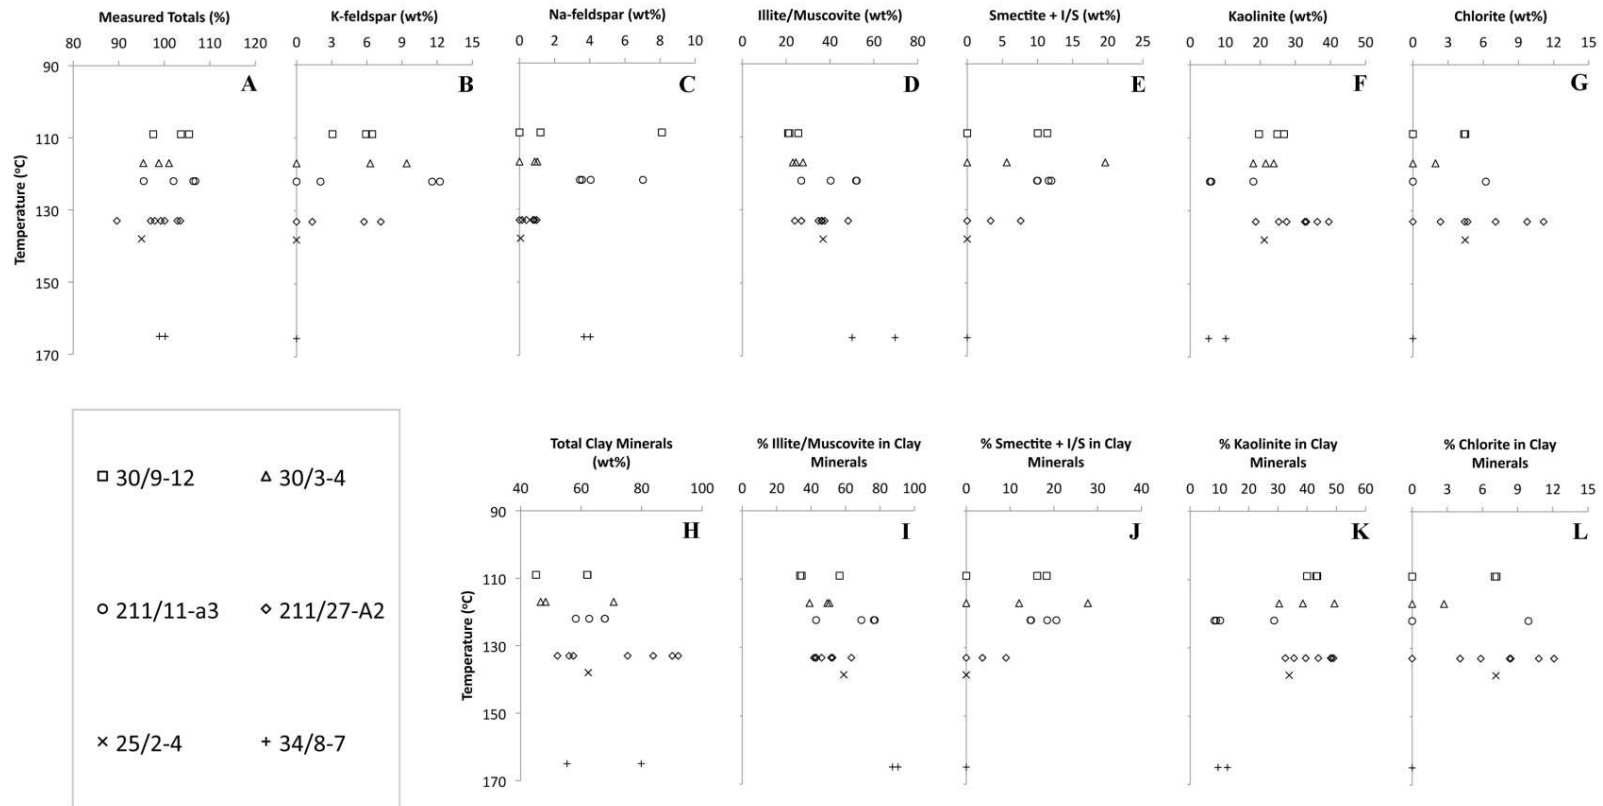 Measured Totals (%)
80 90 100 110 120
K-feldspar (wt%)
0 3 6 9 12 15
Na-feldspar (wt%)
0 2 4 6 8 10
Illite/Muscovite (wt%)
0 20 40 60 80
Smectite + I/S (wt%)
0 5 10 15 20 25
Kaolinite (wt%)
0 10 20 30 40 50
Chlorite (wt%)
0 3 6 9 12 15
A B C D E F G
Temperature (°C)
90
110
130
150
170
30/9-12 30/3-4
211/11-a3 211/27-A2
25/2-4 34/8-7
Total Clay Minerals
(wt%)
40 60 80 100
% Illite/Muscovite in Clay
Minerals
0 20 40 60 80 100
% Smectite + I/S in Clay
Minerals
0 10 20 30 40
% Kaolinite in Clay
Minerals
0 10 20 30 40 50 60
% Chlorite in Clay
Minerals
0 3 6 9 12 15
H I J K L
Temperature (°C)
90
110
130
150
170